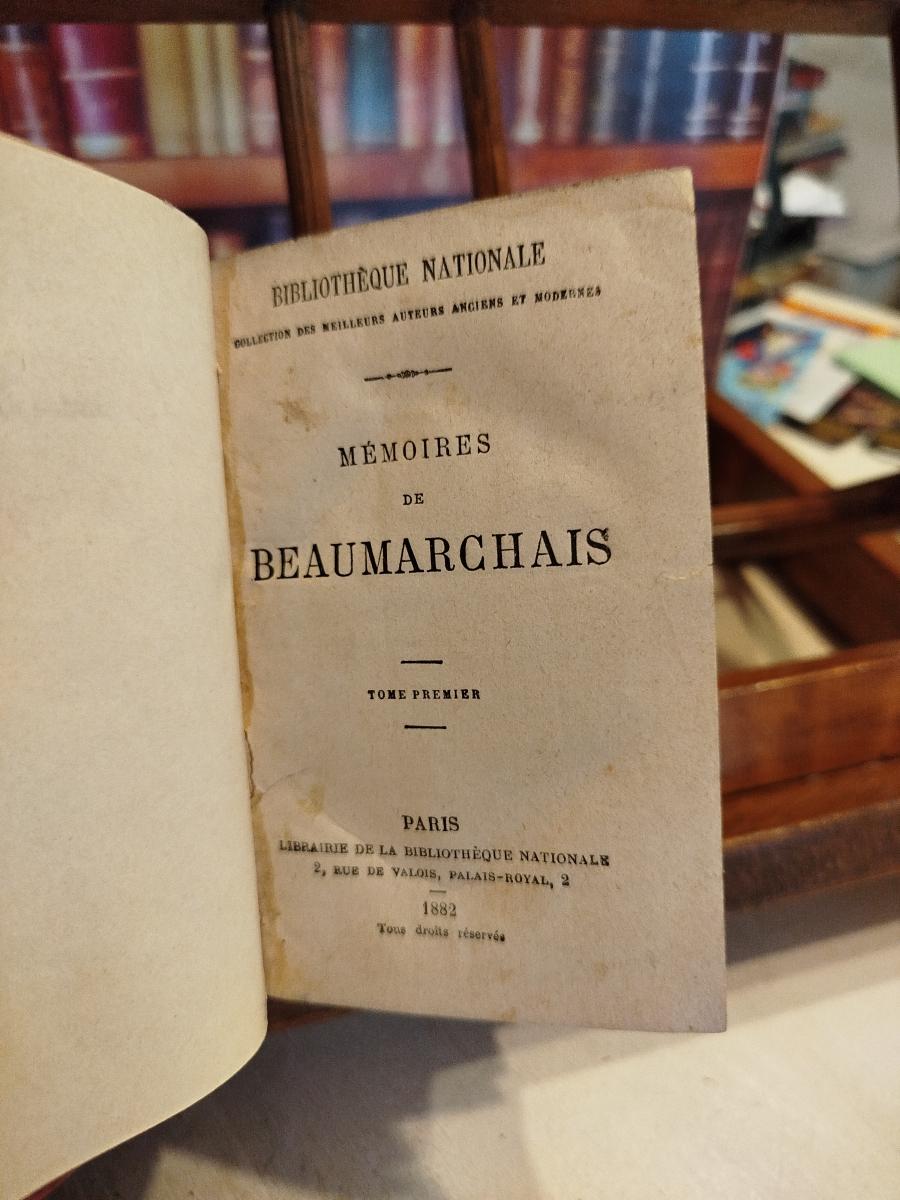 BIBLIOTHÈQUE NATIONALE
COLLECTION DES MEILLEURS AUTEURS ANCIENS ET MODERNES
MÉMOIRES
DE
BEAUMARCHAIS
TOME PREMIER
PARIS
LIBRAIRIE DE LA BIBLIOTHÈQUE NATIONALE
2, RUE DE VALOIS, PALAIS-ROYAL, 2
1882
Tous droits réservés